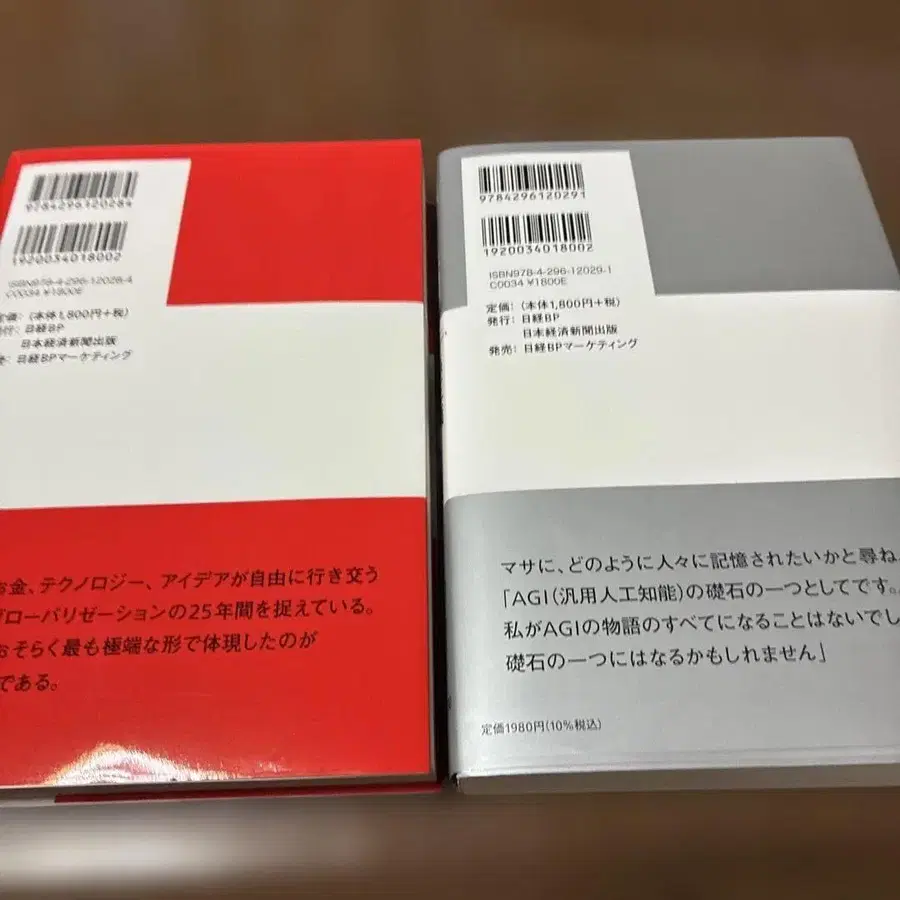 9784296120284
1920034018002
ISBN978-4-296-12028-4
C0034 ¥1800E
定価：（本体1,800円+税）
発行：日経BP
日本経済新聞出版
発売：日経BPマーケティング
お金、テクノロジー、アイデアが自由に行き交う
グローバリゼーションの25年間を捉えている。
おそらく最も極端な形で体現したのが
である。
9784296120291
1920034018002
ISBN978-4-296-12029-1
C0034 ¥1800E
定価：（本体1,800円+税）
発行：日経BP
日本経済新聞出版
発売：日経BPマーケティング
マサに、どのように人々に記憶されたいかと尋ね
「AGI（汎用人工知能）の礎石の一つとしてです。
私がAGIの物語のすべてになることはないでし
礎石の一つにはなるかもしれません」
定価1980円（10%税込）